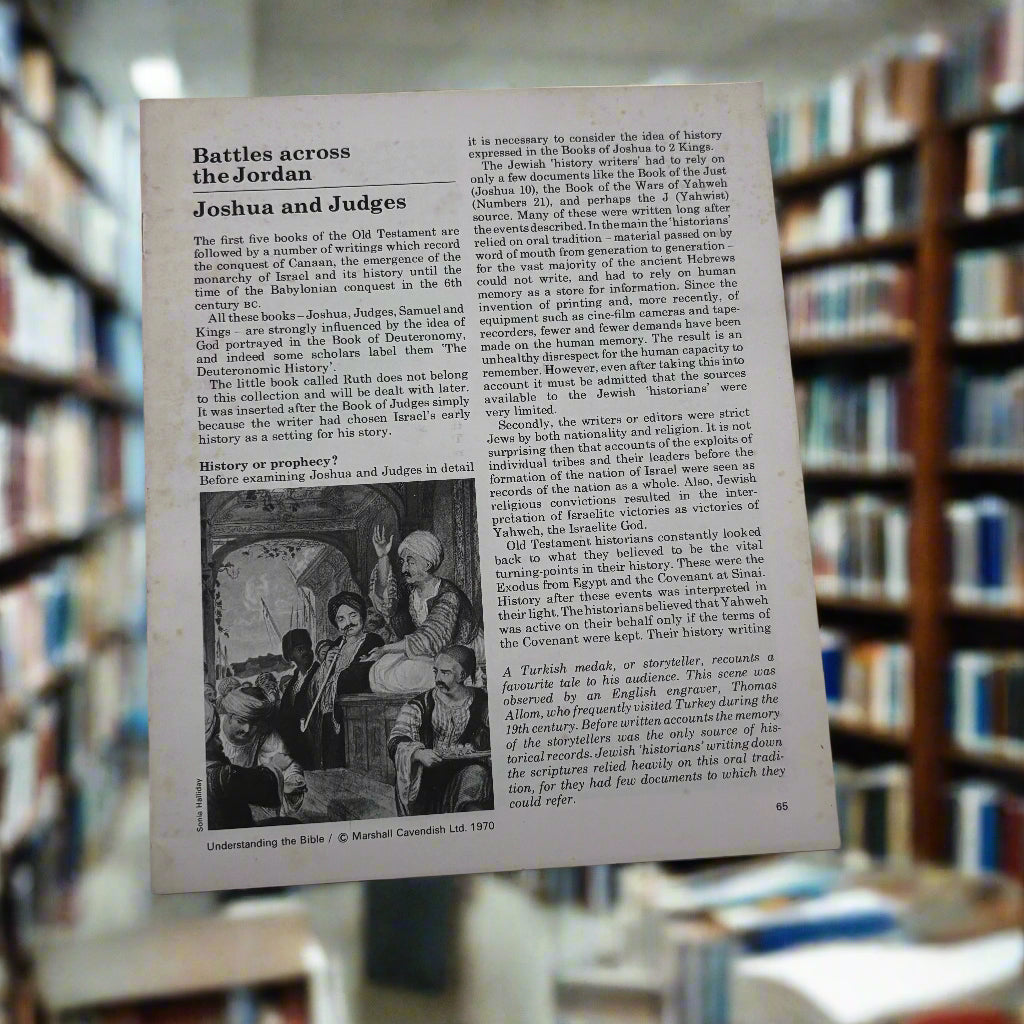 Battles across
the Jordan
Joshua and Judges
The first five books of the Old Testament are
followed by a number of writings which record
the conquest of Canaan, the emergence of the
monarchy of Israel and its history until the
time of the Babylonian conquest in the 6th
century BC.
All these books – Joshua, Judges, Samuel and
Kings – are strongly influenced by the idea of
God portrayed in the Book of Deuteronomy,
and indeed some scholars label them 'The
Deuteronomic History'.
The little book called Ruth does not belong
to this collection and will be dealt with later.
It was inserted after the Book of Judges simply
because the writer had chosen Israel's early
history as a setting for his story.
History or prophecy?
Before examining Joshua and Judges in detail
it is necessary to consider the idea of history
expressed in the Books of Joshua to 2 Kings.
The Jewish 'history writers' had to rely on
only a few documents like the Book of the Just
(Joshua 10), the Book of the Wars of Yahweh
(Numbers 21), and perhaps the J (Yahwist)
source. Many of these were written long after
the events described. In the main the 'historians'
relied on oral tradition – material passed on by
word of mouth from generation to generation –
for the vast majority of the ancient Hebrews
could not write, and had to rely on human
memory as a store for information. Since the
invention of printing and, more recently, of
equipment such as cine-film cameras and tape-
recorders, fewer and fewer demands have been
made on the human memory. The result is an
unhealthy disrespect for the human capacity to
remember. However, even after taking this into
account it must be admitted that the sources
available to the Jewish 'historians' were
very limited.
Secondly, the writers or editors were strict
Jews by both nationality and religion. It is not
surprising then that accounts of the exploits of
individual tribes and their leaders before the
formation of the nation of Israel were seen as
records of the nation as a whole. Also, Jewish
religious convictions resulted in the inter-
pretation of Israelite victories as victories of
Yahweh, the Israelite God.
Old Testament historians constantly looked
back to what they believed to be the vital
turning-points in their history. These were the
Exodus from Egypt and the Covenant at Sinai.
History after these events was interpreted in
their light. The historians believed that Yahweh
was active on their behalf only if the terms of
the Covenant were kept. Their history writing
A Turkish medak, or storyteller, recounts a
favourite tale to his audience. This scene was
observed by an English engraver, Thomas
Allom, who frequently visited Turkey during the
19th century. Before written accounts the memory
of the storytellers was the only source of his-
torical records. Jewish 'historians' writing down
the scriptures relied heavily on this oral tradi-
tion, for they had few documents to which they
could refer.
Sonia Halliday
Understanding the Bible / © Marshall Cavendish Ltd. 1970
65